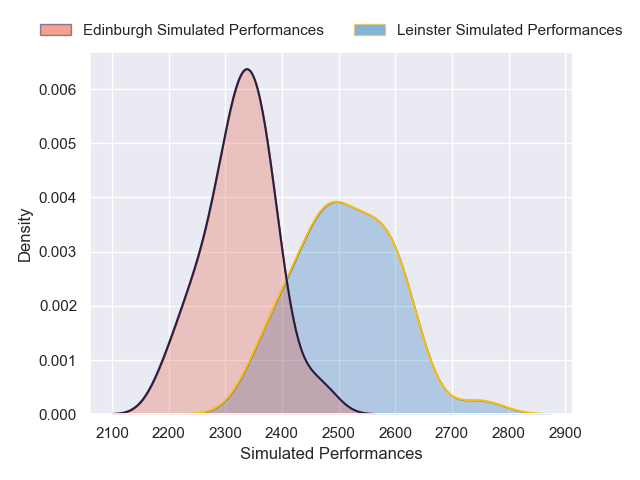 Edinburgh Simulated Performances Leinster Simulated Performances
0.006
0.005
0.004
0.003
0.002
0.001
0.000
Density
2100 2200 2300 2400 2500 2600 2700 2800 2900
Simulated Performances